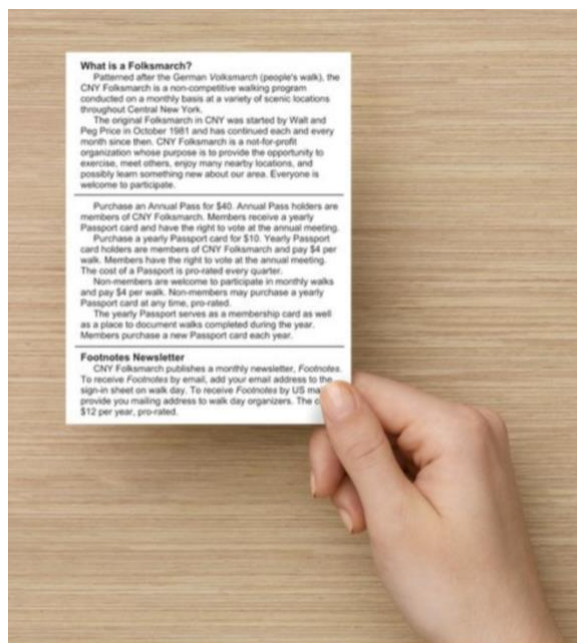 What is a Folksmarch?
Patterned after the German Volksmarch (people's walk), the
CNY Folksmarch is a non-competitive walking program
conducted on a monthly basis at a variety of scenic locations
throughout Central New York.
The original Folksmarch in CNY was started by Walt and
Peg Price in October 1981 and has continued each and every
month since then. CNY Folksmarch is a not-for-profit
organization whose purpose is to provide the opportunity to
exercise, meet others, enjoy many nearby locations, and
possibly learn something new about our area. Everyone is
welcome to participate.
Purchase an Annual Pass for $40. Annual Pass holders are
members of CNY Folksmarch. Members receive a yearly
Passport card and have the right to vote at the annual meeting.
Purchase a yearly Passport card for $10. Yearly Passport
card holders are members of CNY Folksmarch and pay $4 per
walk. Members have the right to vote at the annual meeting.
The cost of a Passport is pro-rated every quarter.
Non-members are welcome to participate in monthly walks
and pay $4 per walk. Non-members may purchase a yearly
Passport card at any time, pro-rated.
The yearly Passport serves as a membership card as well
as a place to document walks completed during the year.
Members purchase a new Passport card each year.
Footnotes Newsletter
CNY Folksmarch publishes a monthly newsletter, Footnotes.
To receive Footnotes by email, add your email address to the
sign-in sheet on walk day. To receive Footnotes by US
provide you mailing address to walk day organizers. The
$12 per year, pro-rated.